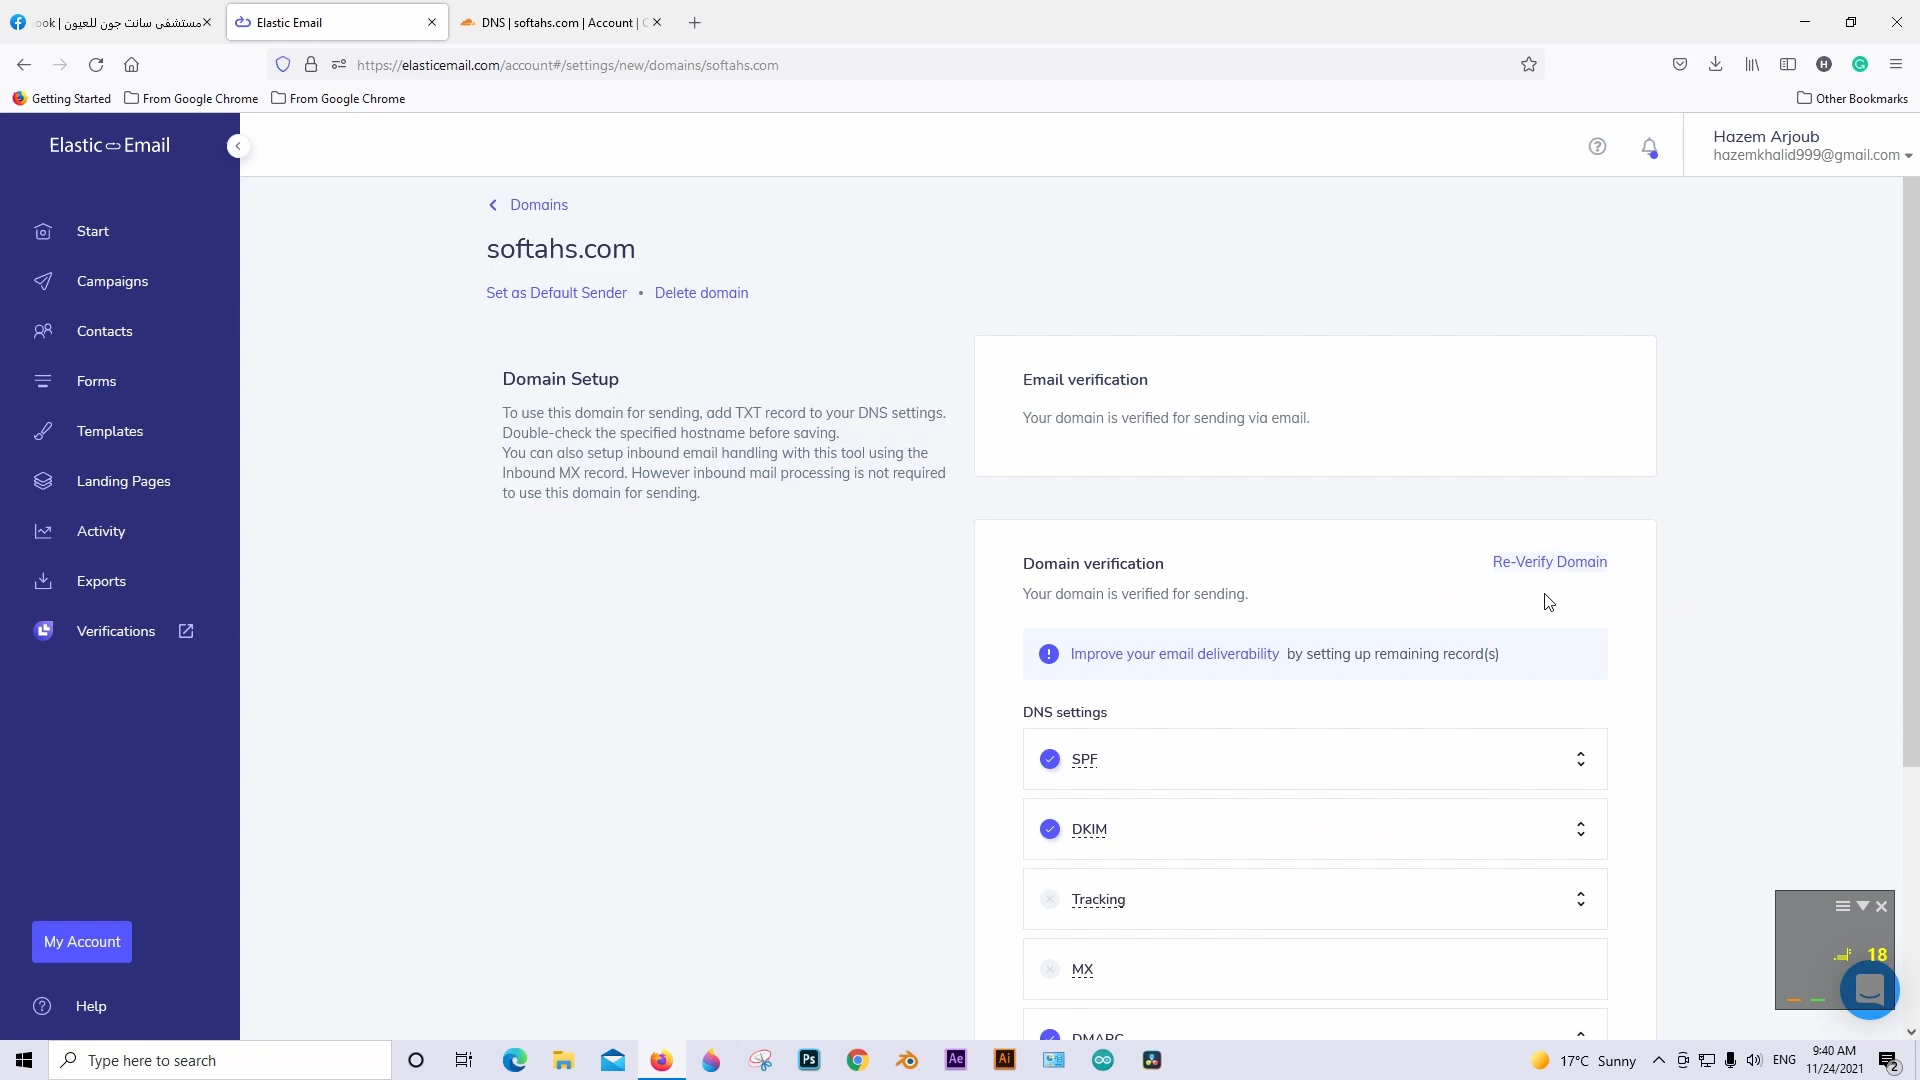 ook | مستشفى سانت جون للعيون
Elastic Email
DNS | softahs.com | Account |
https://elasticemail.com/account#/settings/new/domains/softahs.com
Getting Started
From Google Chrome
From Google Chrome
Other Bookmarks
Elastic Email
Hazem Arjoub
hazemkhalid999@gmail.com
Start
Campaigns
Contacts
Forms
Templates
Landing Pages
Activity
Exports
Verifications
My Account
Help
Domains
softahs.com
Set as Default Sender • Delete domain
Domain Setup
To use this domain for sending, add TXT record to your DNS settings.
Double-check the specified hostname before saving.
You can also setup inbound email handling with this tool using the
Inbound MX record. However inbound mail processing is not required
to use this domain for sending.
Email verification
Your domain is verified for sending via email.
Domain verification
Re-Verify Domain
Your domain is verified for sending.
Improve your email deliverability by setting up remaining record(s)
DNS settings
SPF
DKIM
Tracking
MX
DMARC
18
Type here to search
Ps
Ae
Ai
17°C Sunny
ENG
9:40 AM
11/24/2021
2